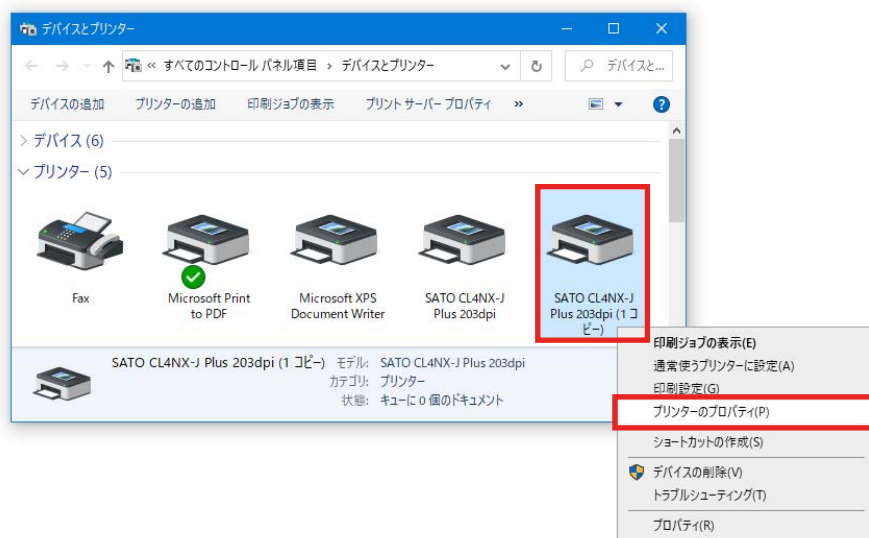 デバイスとプリンター
« すべてのコントロール パネル項目 › デバイスとプリンター
デバイスと...
デバイスの追加 プリンターの追加 印刷ジョブの表示 プリント サーバー プロパティ »
デバイス (6)
プリンター (5)
Fax
Microsoft Print
to PDF
Microsoft XPS
Document Writer
SATO CL4NX-J
Plus 203dpi
SATO CL4NX-J
Plus 203dpi (1 コ
ピー)
SATO CL4NX-J Plus 203dpi (1 コピー) モデル: SATO CL4NX-J Plus 203dpi
カテゴリ: プリンター
状態: キューに 0 個のドキュメント
印刷ジョブの表示(E)
通常使うプリンターに設定(A)
印刷設定(G)
プリンターのプロパティ(P)
ショートカットの作成(S)
デバイスの削除(V)
トラブルシューティング(T)
プロパティ(R)